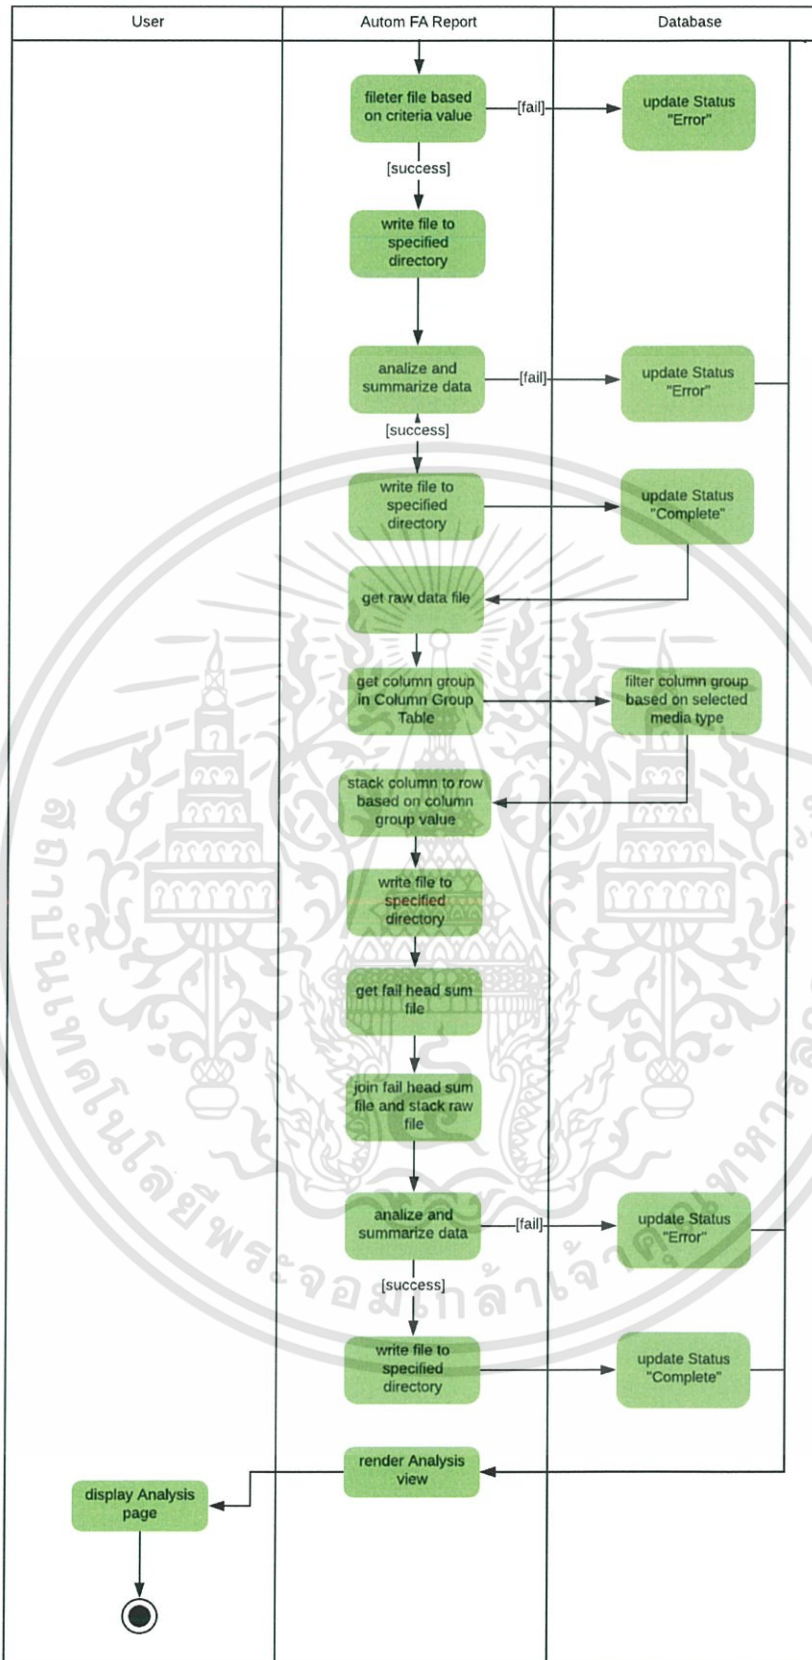 User
Autom FA Report
Database
fileter file based
on criteria value
[fail]
update Status
"Error"
[success]
write file to
specified
directory
analize and
summarize data
[fail]
update Status
"Error"
[success]
write file to
specified
directory
update Status
"Complete"
get raw data file
get column group
in Column Group
Table
filter column group
based on selected
media type
stack column to row
based on column
group value
write file to
specified
directory
get fail head sum
file
join fail head sum
file and stack raw
file
analize and
summarize data
[fail]
update Status
"Error"
[success]
write file to
specified
directory
update Status
"Complete"
render Analysis
view
display Analysis
page